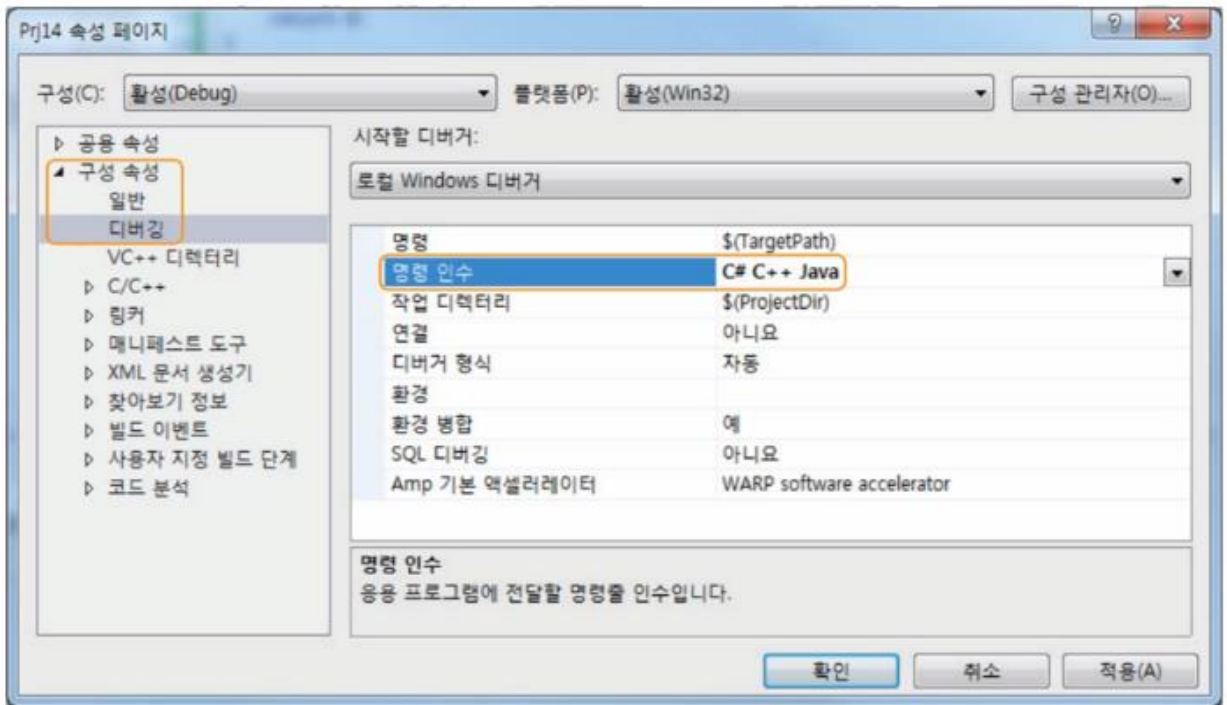 Prj14 속성 페이지
구성(C): 활성(Debug) 플랫폼(P): 활성(Win32) 구성 관리자(O)...
공용 속성
구성 속성
일반
디버깅
VC++ 디렉터리
C/C++
링커
매니페스트 도구
XML 문서 생성기
찾아보기 정보
빌드 이벤트
사용자 지정 빌드 단계
코드 분석
시작할 디버거:
로컬 Windows 디버거
명령 $(TargetPath)
명령 인수 C# C++ Java
작업 디렉터리 $(ProjectDir)
연결 아니요
디버거 형식 자동
환경
환경 병합 예
SQL 디버깅 아니요
Amp 기본 액셀러레이터 WARP software accelerator
명령 인수
응용 프로그램에 전달할 명령줄 인수입니다.
확인 취소 적용(A)